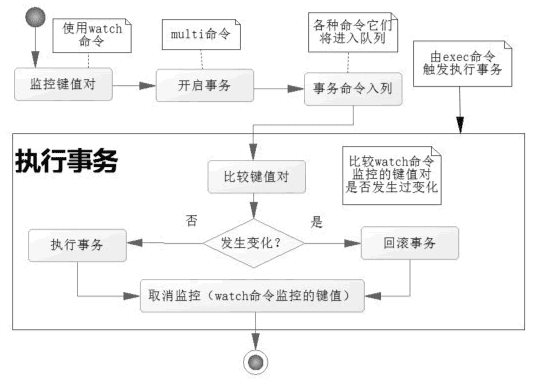 使用watch
命令
multi命令
各种命令它们
将进入队列
由exec命令
触发执行事务
监控键值对
开启事务
事务命令入列
执行事务
比较键值对
比较watch命令
监控的键值对
是否发生过变化
否
发生变化?
是
执行事务
回滚事务
取消监控（watch命令监控的键值）